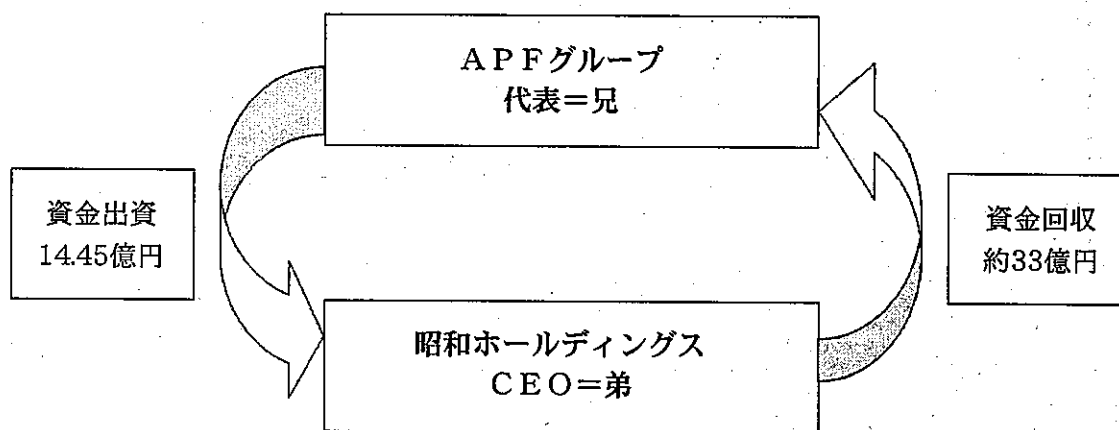 APFグループ
代表=兄
資金出資
14.45億円
資金回収
約33億円
昭和ホールディングス
CEO=弟